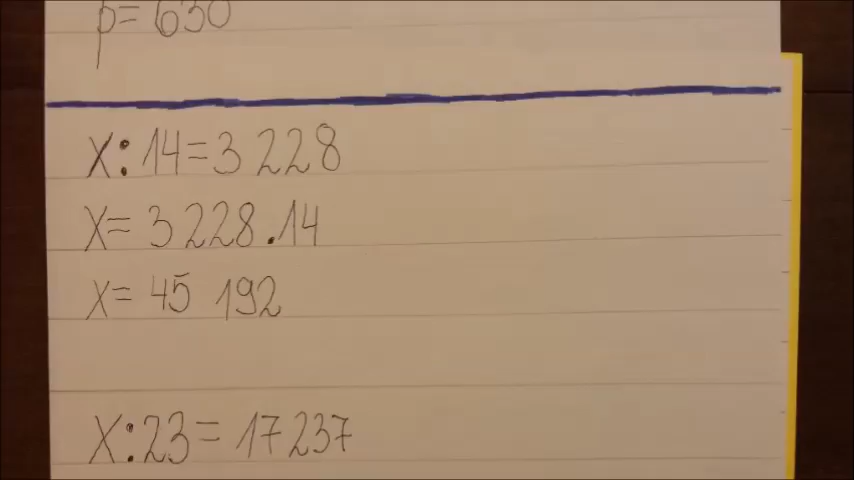 p= 630
x: 14=3 228
x= 3 228.14
x= 45 192
x:23= 17 237